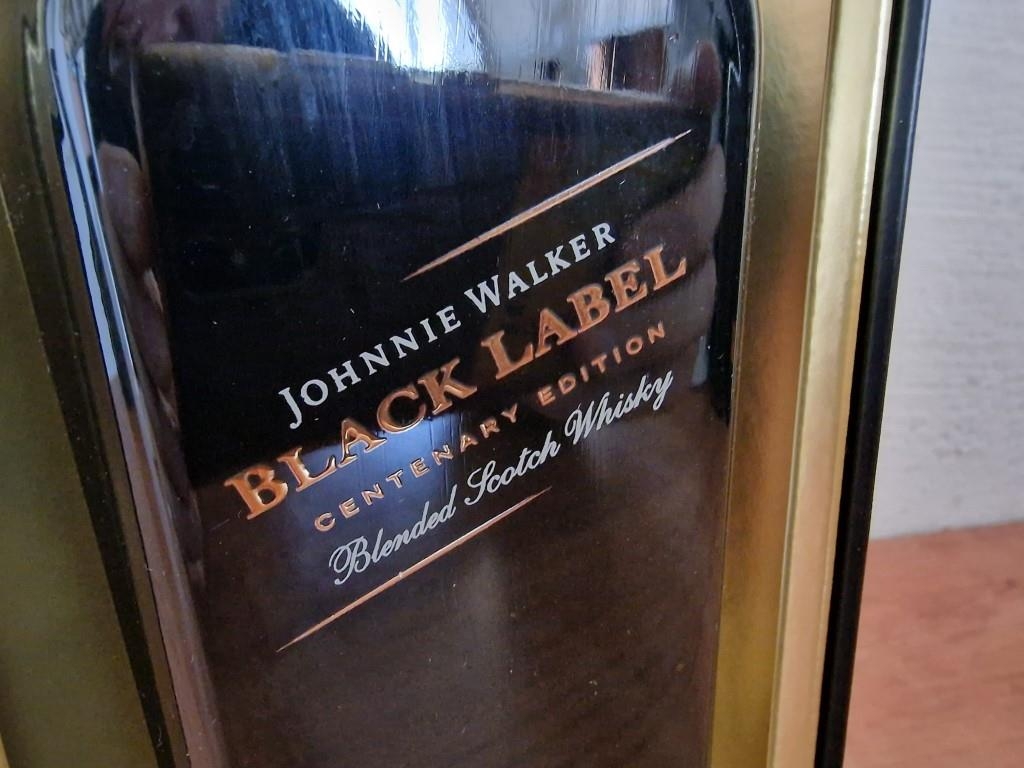 JOHNNIE WALKER
BLACK LABEL
CENTENARY EDITION
Blended Scotch Whisky